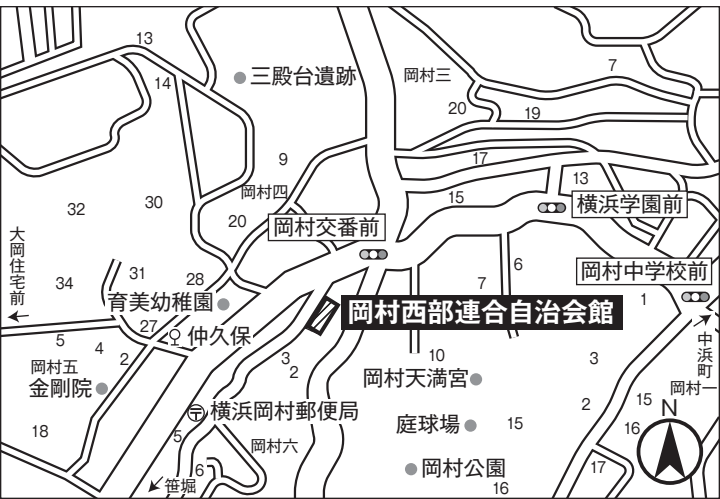 13
14
三殿台遺跡
岡村三
7
20
19
9
17
岡村四
15
13
32
30
20
岡村交番前
横浜学園前
大岡住宅前
34
31
28
7
6
岡村中学校前
育美幼稚園
1
岡村西部連合自治会館
27
仲久保
中浜町
5
4
2
岡村五
金剛院
3
2
10
岡村天満宮
3
岡村一
横浜岡村郵便局
2
15
N
18
5
岡村六
庭球場
15
16
6
笹堀
岡村公園
16
17